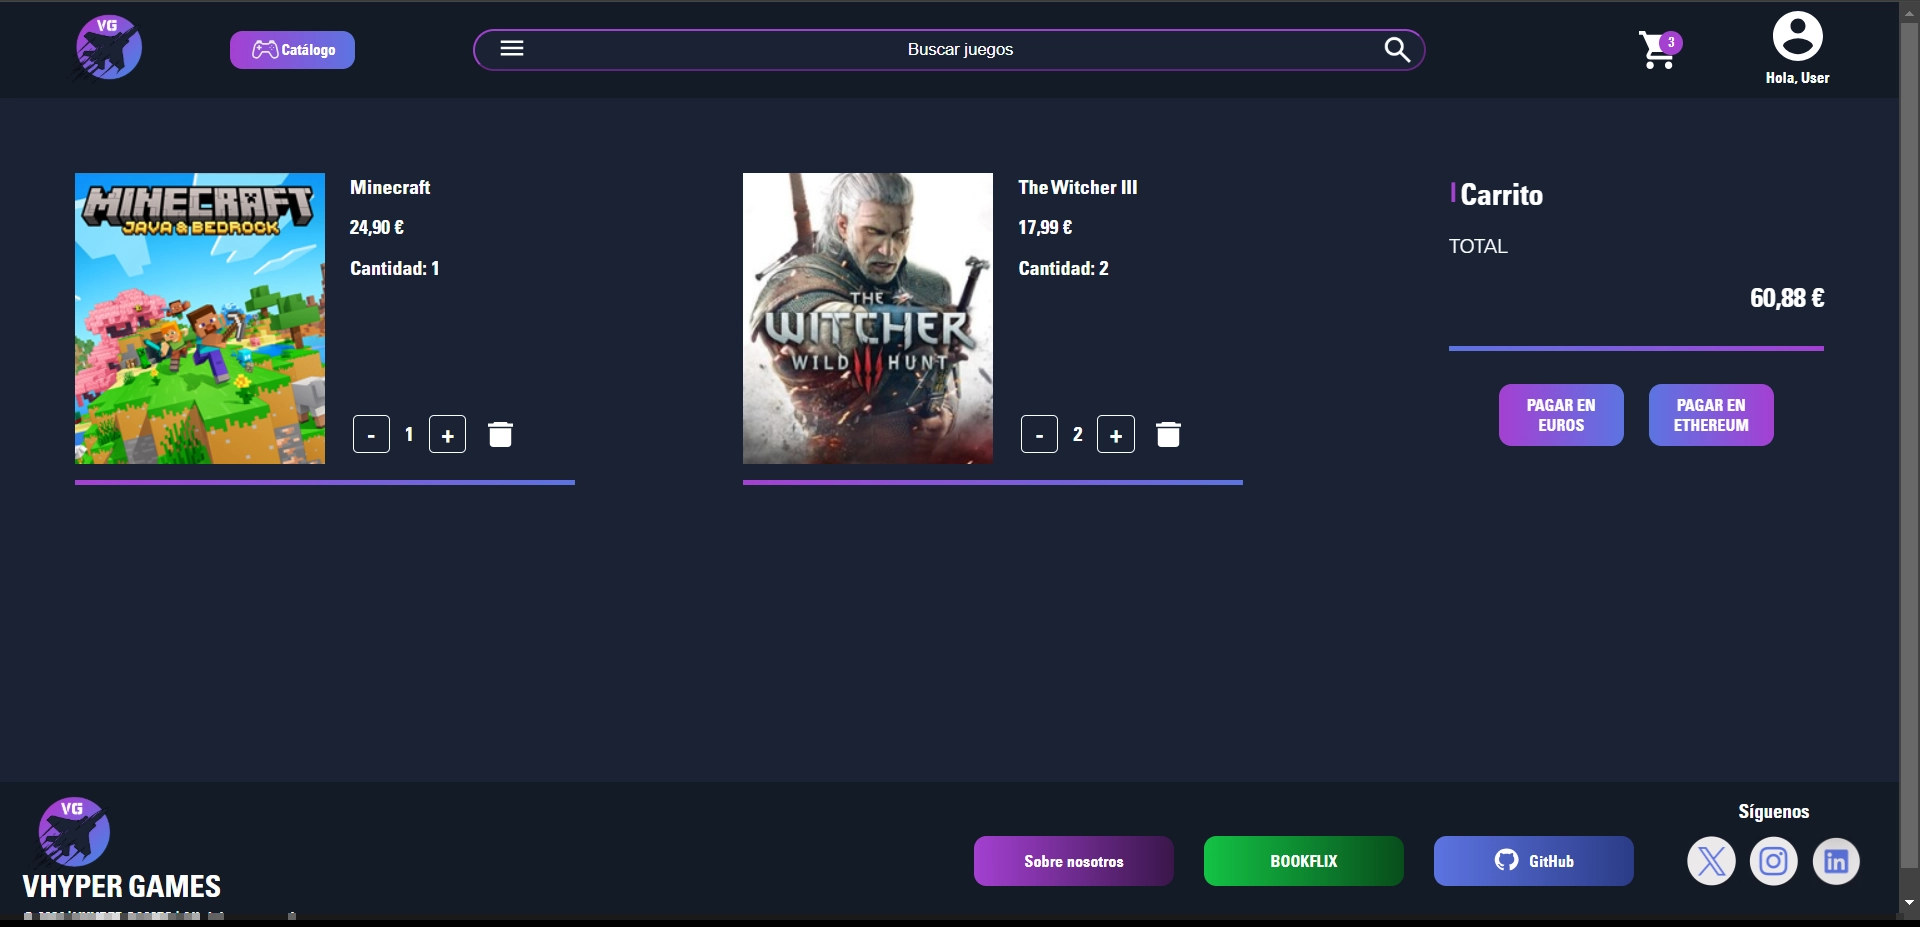 VG
Catálogo
Buscar juegos
3
Hola, User
MINECRAFT
JAVA & BEDROCK
Minecraft
24,90 €
Cantidad: 1
- 1 +
THE
WITCHER
WILD III HUNT
The Witcher III
17,99 €
Cantidad: 2
- 2 +
Carrito
TOTAL
60,88 €
PAGAR EN
EUROS
PAGAR EN
ETHEREUM
VG
VHYPER GAMES
Sobre nosotros
BOOKFLIX
GitHub
Síguenos
X
in